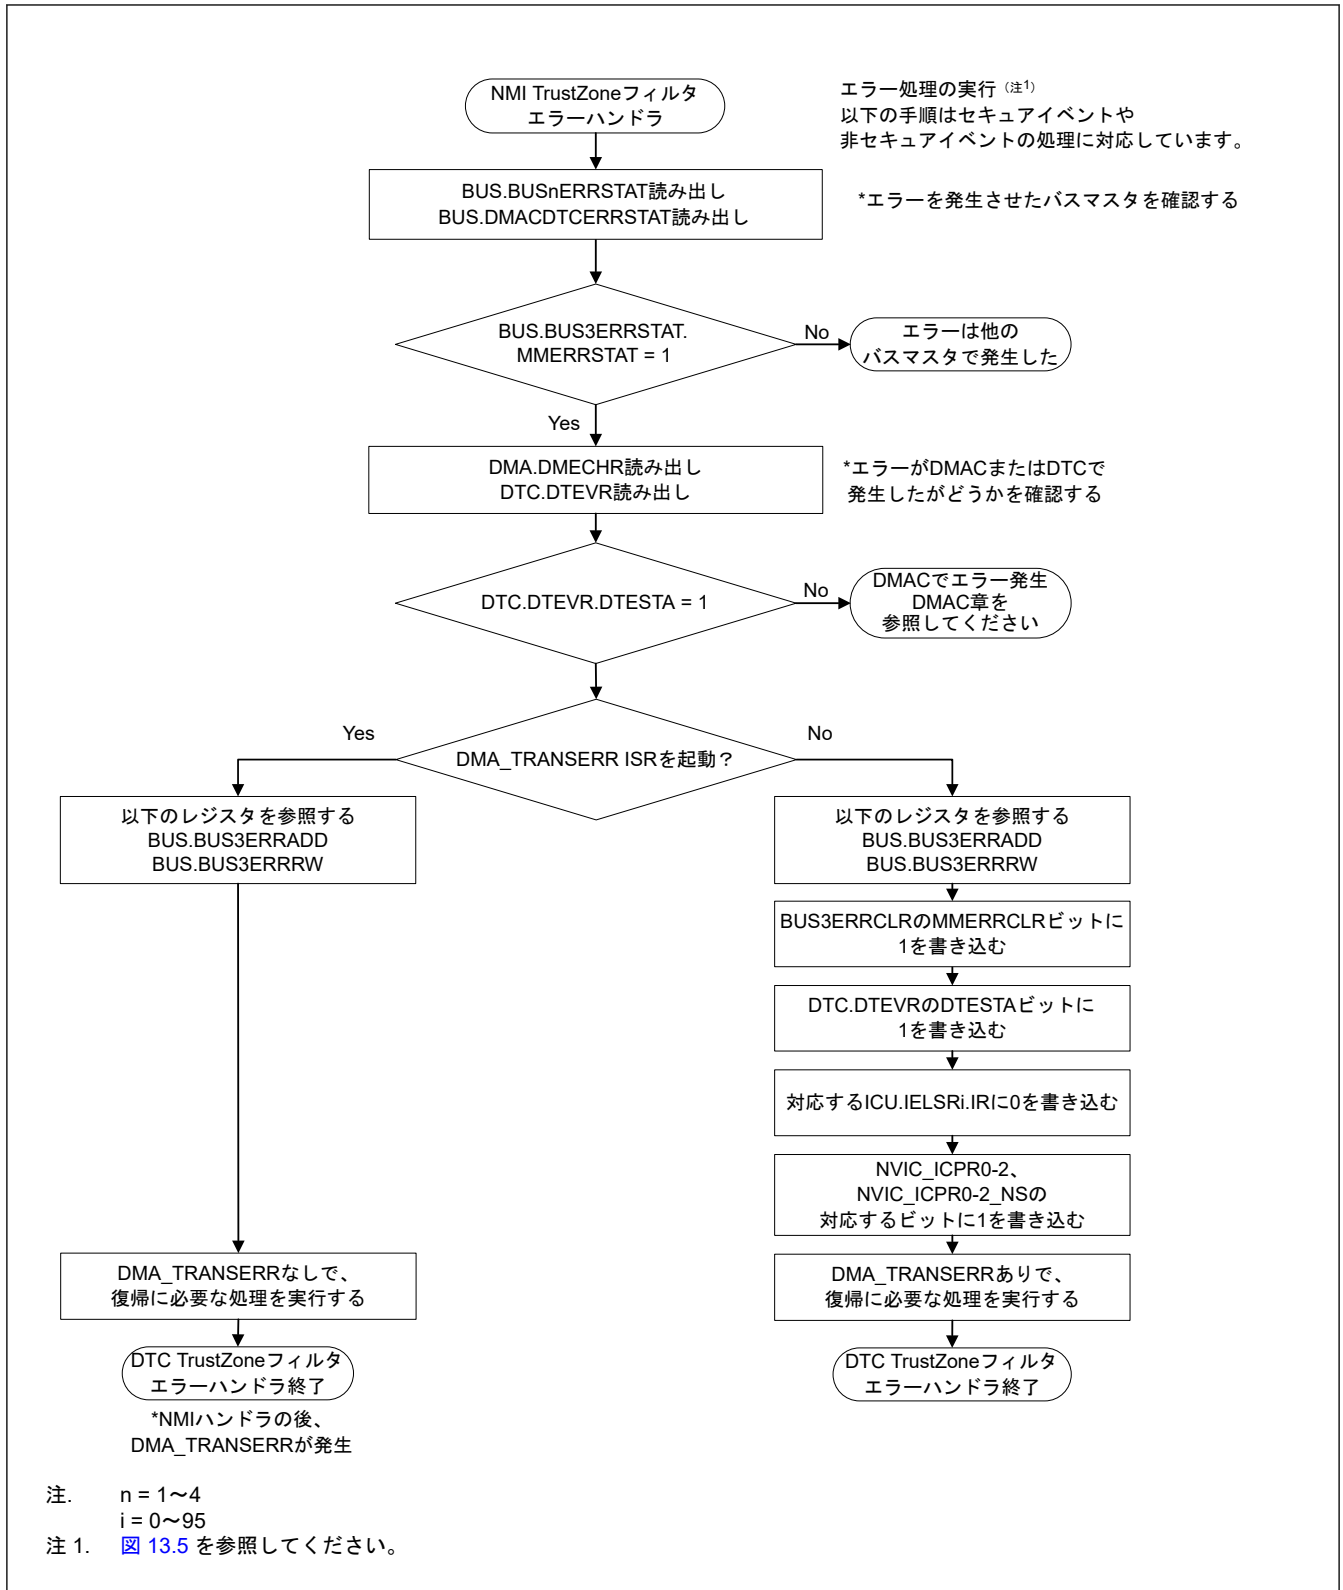 NMI TrustZoneフィルタ
エラーハンドラ
エラー処理の実行（注1）
以下の手順はセキュアイベントや
非セキュアイベントの処理に対応しています。
BUS.BUSnERRSTAT読み出し
BUS.DMACDTCERRSTAT読み出し
*エラーを発生させたバスマスタを確認する
BUS.BUS3ERRSTAT.
MMERRSTAT = 1
No
エラーは他の
バスマスタで発生した
Yes
DMA.DMECHR読み出し
DTC.DTEVR読み出し
*エラーがDMACまたはDTCで
発生したがどうかを確認する
DTC.DTEVR.DTESTA = 1
No
DMACでエラー発生
DMAC章を
参照してください
Yes
DMA_TRANSERR ISRを起動？
No
以下のレジスタを参照する
BUS.BUS3ERRADD
BUS.BUS3ERRRW
以下のレジスタを参照する
BUS.BUS3ERRADD
BUS.BUS3ERRRW
BUS3ERRCLRのMMERRCLRビットに
1を書き込む
DTC.DTEVRのDTESTAビットに
1を書き込む
対応するICU.IELSRi.IRに0を書き込む
NVIC_ICPR0-2、
NVIC_ICPR0-2_NSの
対応するビットに1を書き込む
DMA_TRANSERRなしで、
復帰に必要な処理を実行する
DMA_TRANSERRありで、
復帰に必要な処理を実行する
DTC TrustZoneフィルタ
エラーハンドラ終了
DTC TrustZoneフィルタ
エラーハンドラ終了
*NMIハンドラの後、
DMA_TRANSERRが発生
注. n = 1～4
i = 0～95
注 1. 図 13.5 を参照してください。